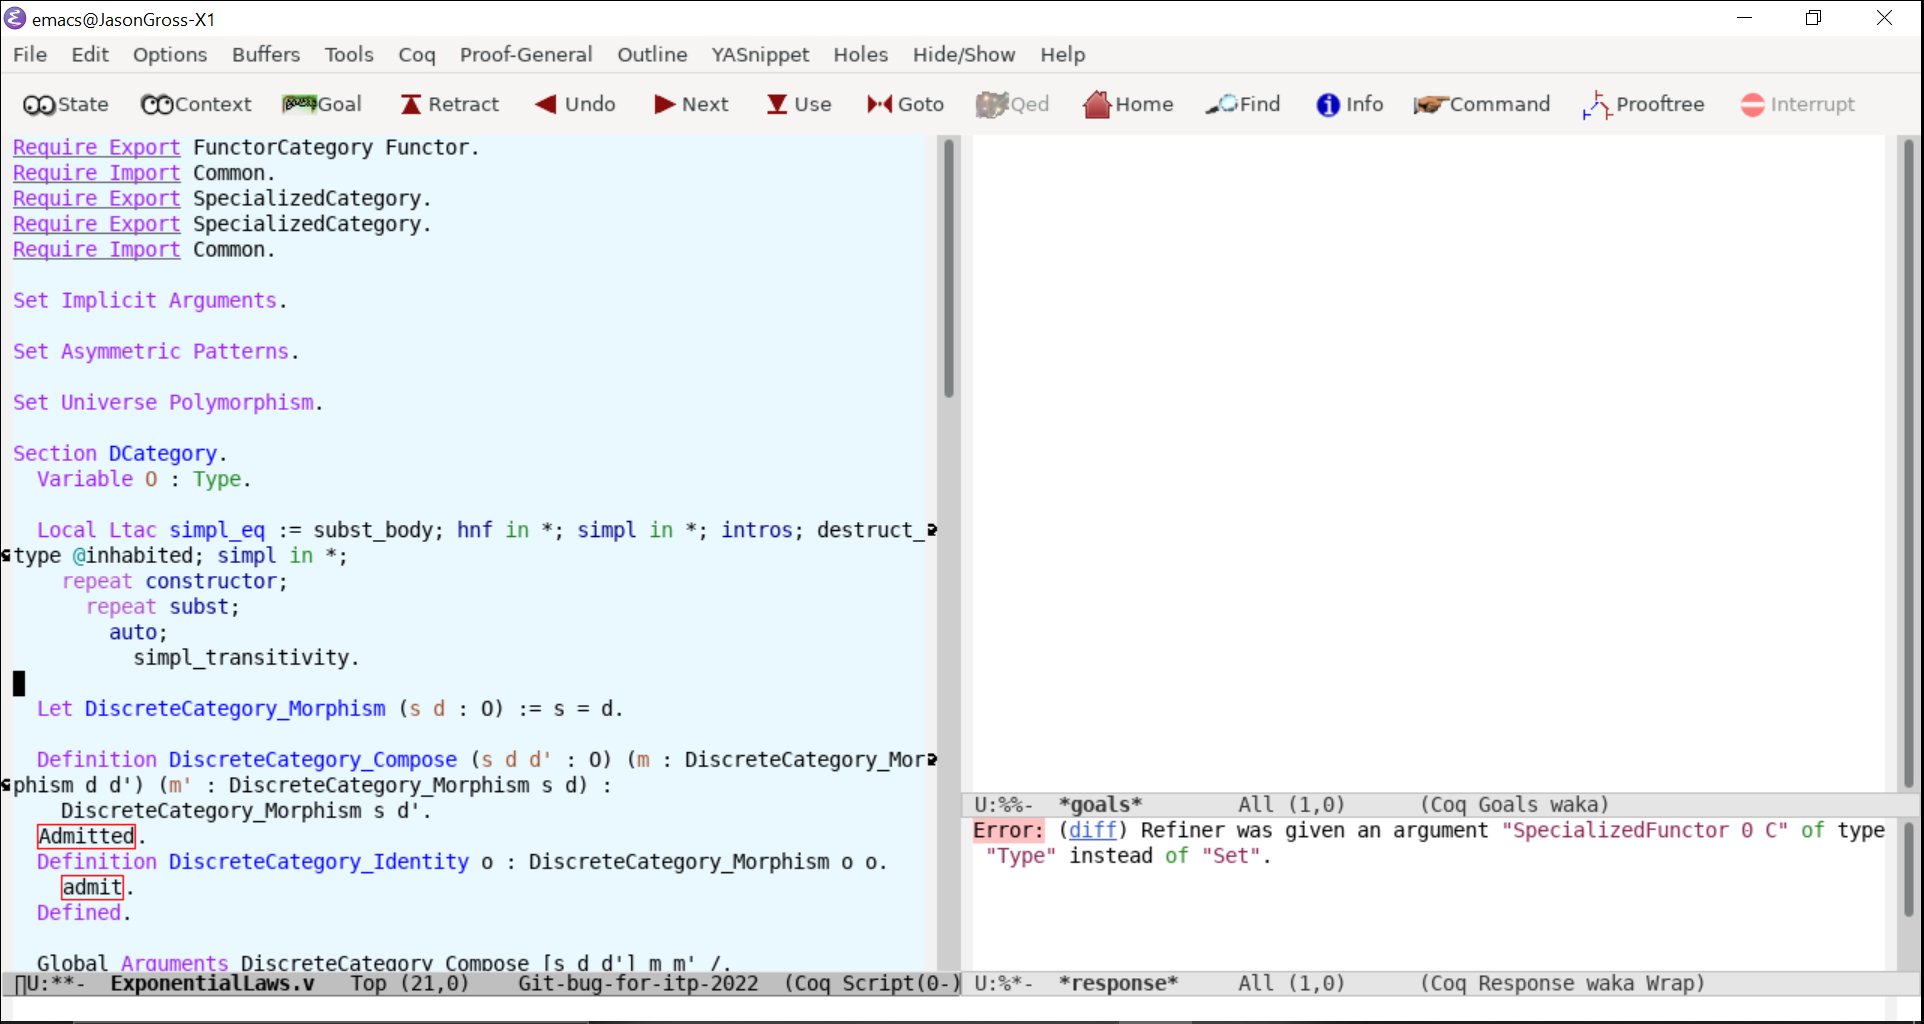 emacs@JasonGross-X1
File Edit Options Buffers Tools Coq Proof-General Outline YASnippet Holes Hide/Show Help
State Context Goal Retract Undo Next Use Goto Qed Home Find Info Command Prooftree Interrupt
Require Export FunctorCategory Functor.
Require Import Common.
Require Export SpecializedCategory.
Require Export SpecializedCategory.
Require Import Common.
Set Implicit Arguments.
Set Asymmetric Patterns.
Set Universe Polymorphism.
Section DCategory.
Variable O : Type.
Local Ltac simpl_eq := subst_body; hnf in *; simpl in *; intros; destruct_
type @inhabited; simpl in *;
repeat constructor;
repeat subst;
auto;
simpl_transitivity.
Let DiscreteCategory_Morphism (s d : O) := s = d.
Definition DiscreteCategory_Compose (s d d' : O) (m : DiscreteCategory_Mor
phism d d') (m' : DiscreteCategory_Morphism s d) :
DiscreteCategory_Morphism s d'.
Admitted.
Definition DiscreteCategory_Identity o : DiscreteCategory_Morphism o o.
admit.
Defined.
Global Arguments DiscreteCategory_Compose [s d d'] m m' /.
U:**- ExponentialLaws.v Top (21,0) Git-bug-for-itp-2022 (Coq Script(0-)
U:%%- *goals* All (1,0) (Coq Goals waka)
Error: (diff) Refiner was given an argument "SpecializedFunctor 0 C" of type
"Type" instead of "Set".
U:%*- *response* All (1,0) (Coq Response waka Wrap)